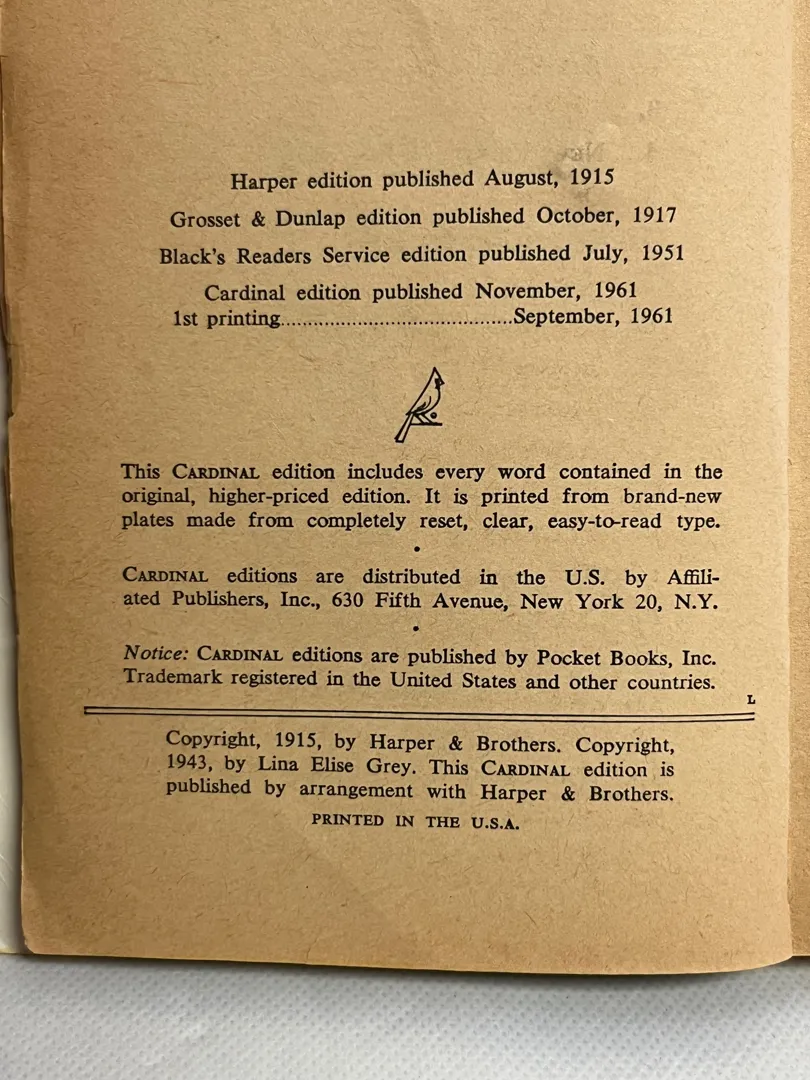 Harper edition published August, 1915
Grosset & Dunlap edition published October, 1917
Black's Readers Service edition published July, 1951
Cardinal edition published November, 1961
1st printing.......................................September, 1961
This CARDINAL edition includes every word contained in the
original, higher-priced edition. It is printed from brand-new
plates made from completely reset, clear, easy-to-read type.
•
CARDINAL editions are distributed in the U.S. by Affili-
ated Publishers, Inc., 630 Fifth Avenue, New York 20, N.Y.
•
Notice: CARDINAL editions are published by Pocket Books, Inc.
Trademark registered in the United States and other countries.
L
Copyright, 1915, by Harper & Brothers. Copyright,
1943, by Lina Elise Grey. This CARDINAL edition is
published by arrangement with Harper & Brothers.
PRINTED IN THE U.S.A.